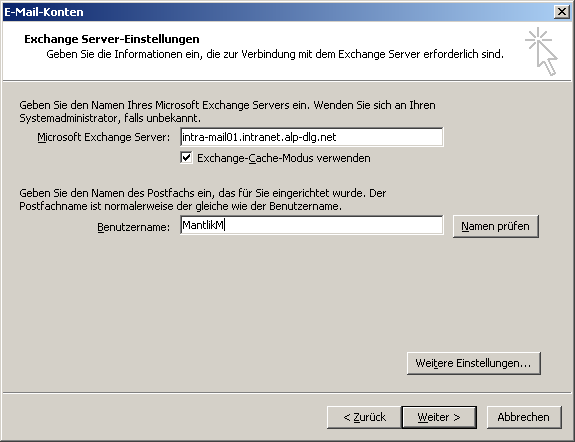 E-Mail-Konten
Exchange Server-Einstellungen
Geben Sie die Informationen ein, die zur Verbindung mit dem Exchange Server erforderlich sind.
Geben Sie den Namen Ihres Microsoft Exchange Servers ein. Wenden Sie sich an Ihren
Systemadministrator, falls unbekannt.
Microsoft Exchange Server: intra-mail01.intranet.alp-dlg.net
Exchange-Cache-Modus verwenden
Geben Sie den Namen des Postfachs ein, das für Sie eingerichtet wurde. Der
Postfachname ist normalerweise der gleiche wie der Benutzername.
Benutzername: MantlikM Namen prüfen
Weitere Einstellungen...
< Zurück Weiter > Abbrechen